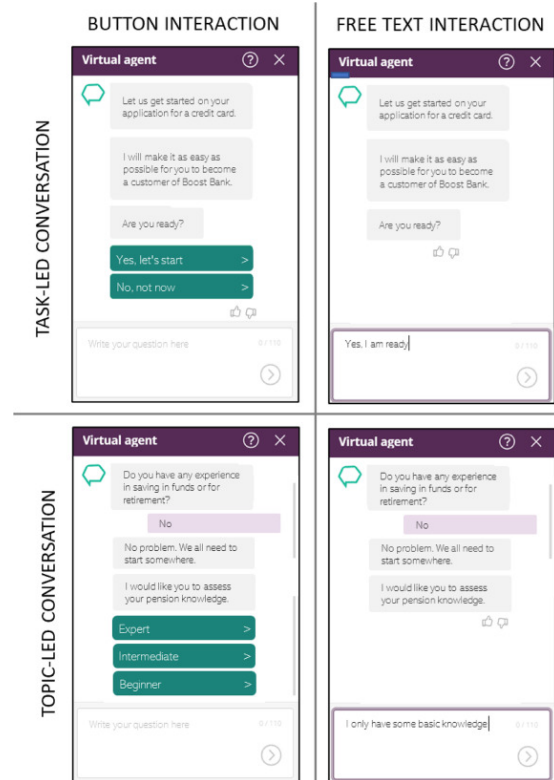 BUTTON INTERACTION
FREE TEXT INTERACTION
TASK-LED CONVERSATION
Virtual agent
?
Let us get started on your
application for a credit card.
I will make it as easy as
possible for you to become
a customer of Boost Bank.
Are you ready?
Yes, let's start >
No, not now >
Write your question here 0/110
Virtual agent
?
Let us get started on your
application for a credit card.
I will make it as easy as
possible for you to become
a customer of Boost Bank.
Are you ready?
Yes, I am ready 0/110
TOPIC-LED CONVERSATION
Virtual agent
?
Do you have any experience
in saving in funds or for
retirement?
No
No problem. We all need to
start somewhere.
I would like you to assess
your pension knowledge.
Expert >
Intermediate >
Beginner >
Write your question here 0/110
Virtual agent
?
Do you have any experience
in saving in funds or for
retirement?
No
No problem. We all need to
start somewhere.
I would like you to assess
your pension knowledge.
I only have some basic knowledge 0/110